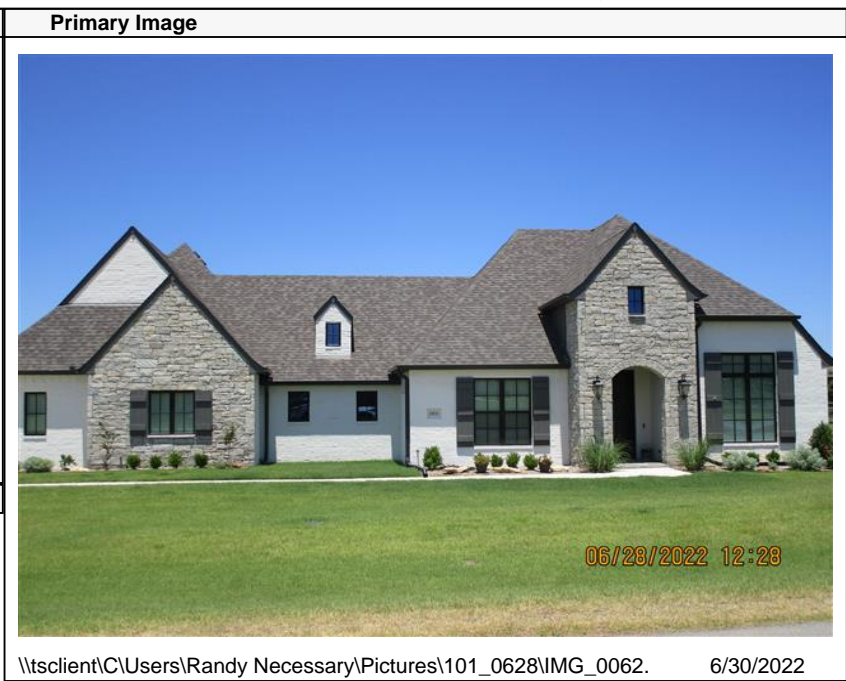 Primary Image
06/28/2022 12:28
\\tsclient\C\Users\Randy Necessary\Pictures\101_0628\IMG_0062.
6/30/2022